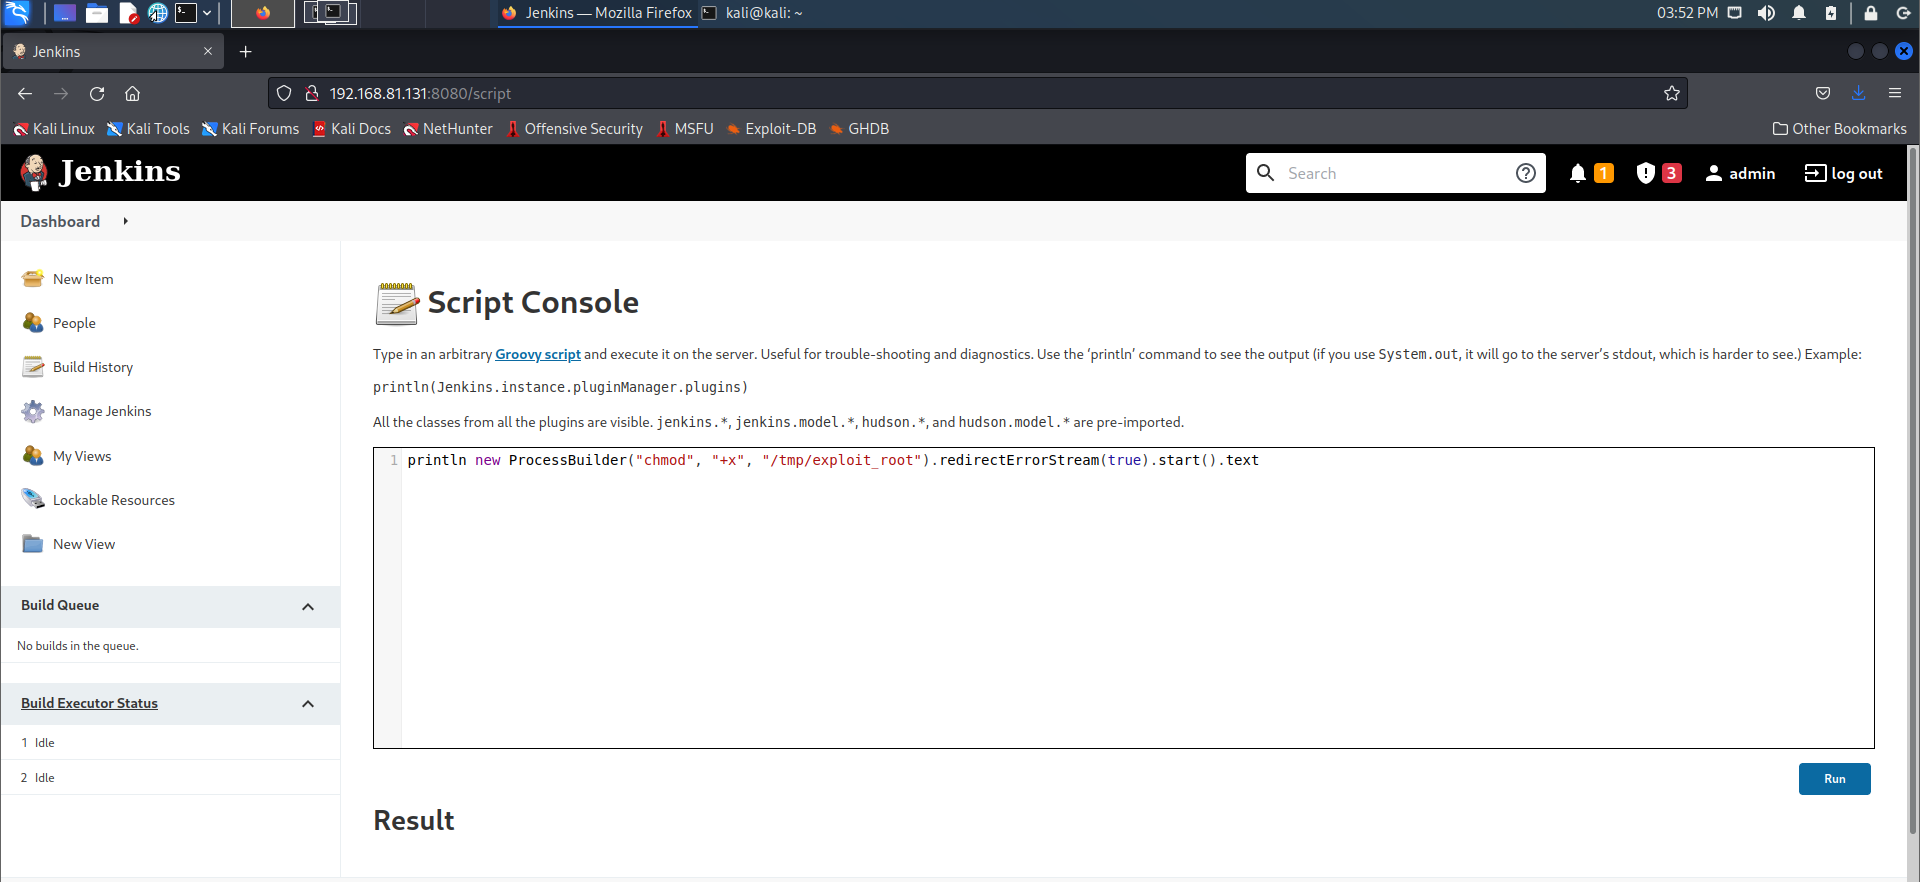 Jenkins — Mozilla Firefox
kali@kali: ~
03:52 PM
Jenkins
192.168.81.131:8080/script
Kali Linux
Kali Tools
Kali Forums
Kali Docs
NetHunter
Offensive Security
MSFU
Exploit-DB
GHDB
Other Bookmarks
Jenkins
Search
1
3
admin
log out
Dashboard
New Item
People
Build History
Manage Jenkins
My Views
Lockable Resources
New View
Build Queue
No builds in the queue.
Build Executor Status
1 Idle
2 Idle
Script Console
Type in an arbitrary Groovy script and execute it on the server. Useful for trouble-shooting and diagnostics. Use the ‘println’ command to see the output (if you use System.out, it will go to the server’s stdout, which is harder to see.) Example:
println(Jenkins.instance.pluginManager.plugins)
All the classes from all the plugins are visible. jenkins.*, jenkins.model.*, hudson.*, and hudson.model.* are pre-imported.
1 println new ProcessBuilder("chmod", "+x", "/tmp/exploit_root").redirectErrorStream(true).start().text
Run
Result